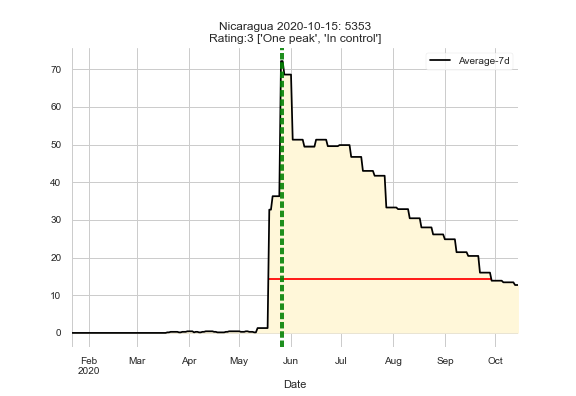 Nicaragua 2020-10-15: 5353
Rating:3 ['One peak', 'In control']
Average-7d
70
60
50
40
30
20
10
0
Feb Mar Apr May Jun Jul Aug Sep Oct
2020
Date